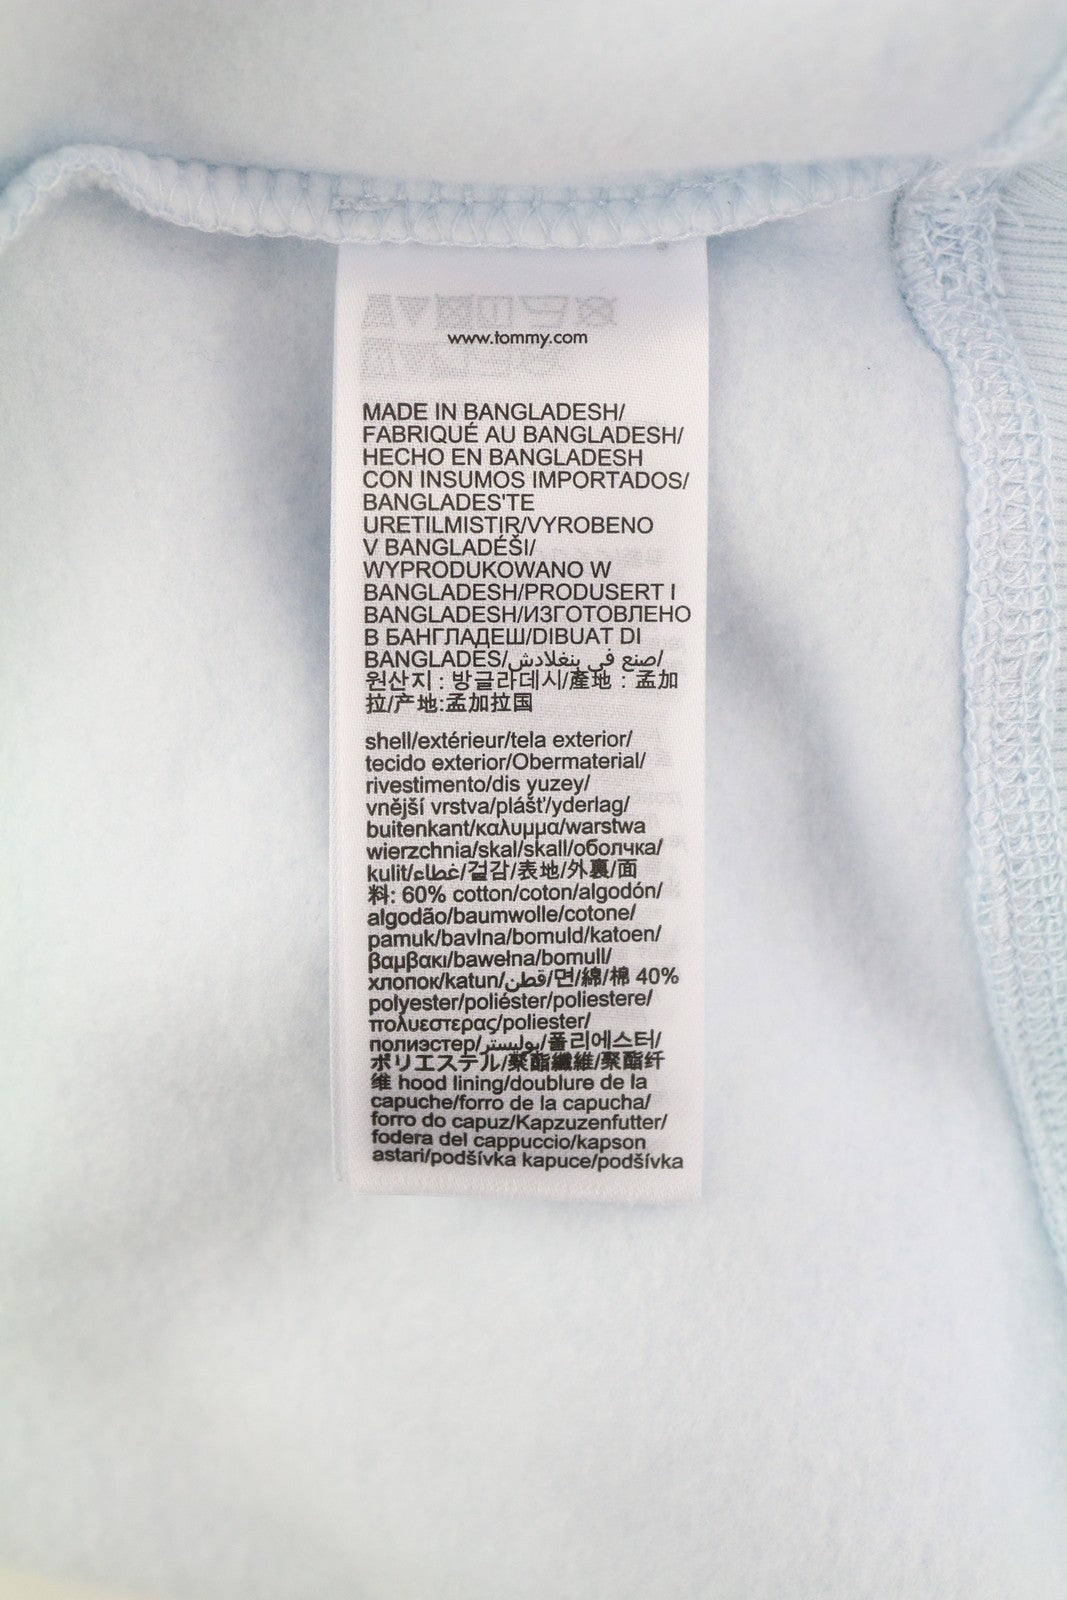 www.tommy.com
MADE IN BANGLADESH/
FABRIQUÉ AU BANGLADESH/
HECHO EN BANGLADESH
CON INSUMOS IMPORTADOS/
BANGLADES'TE
URETILMISTIR/VYROBENO
V BANGLADÉŠI/
WYPRODUKOWANO W
BANGLADESH/PRODUSERT I
BANGLADESH/ИЗГОТОВЛЕНО
В БАНГЛАДЕШ/DIBUAT DI
BANGLADES/صنع في بنغلادش/
원산지 : 방글라데시/產地 : 孟加
拉/产地:孟加拉国
shell/extérieur/tela exterior/
tecido exterior/Obermaterial/
rivestimento/dis yuzey/
vnější vrstva/plášť/yderlag/
buitenkant/καλυμμα/warstwa
wierzchnia/skal/skall/оболчка/
kulit/غطاء/겉감/表地/外裏/面
料: 60% cotton/coton/algodón/
algodão/baumwolle/cotone/
pamuk/bavlna/bomuld/katoen/
βαμβακι/bawełna/bomull/
хлопок/katun/قطن/면/綿/棉 40%
polyester/poliéster/poliestere/
πολυεστερας/poliester/
полиэстер/بوليستر/폴리에스터/
ポリエステル/聚酯纖維/聚酯纤
维 hood lining/doublure de la
capuche/forro de la capucha/
forro do capuz/Kapzuzenfutter/
fodera del cappuccio/kapson
astari/podšívka kapuce/podšívka